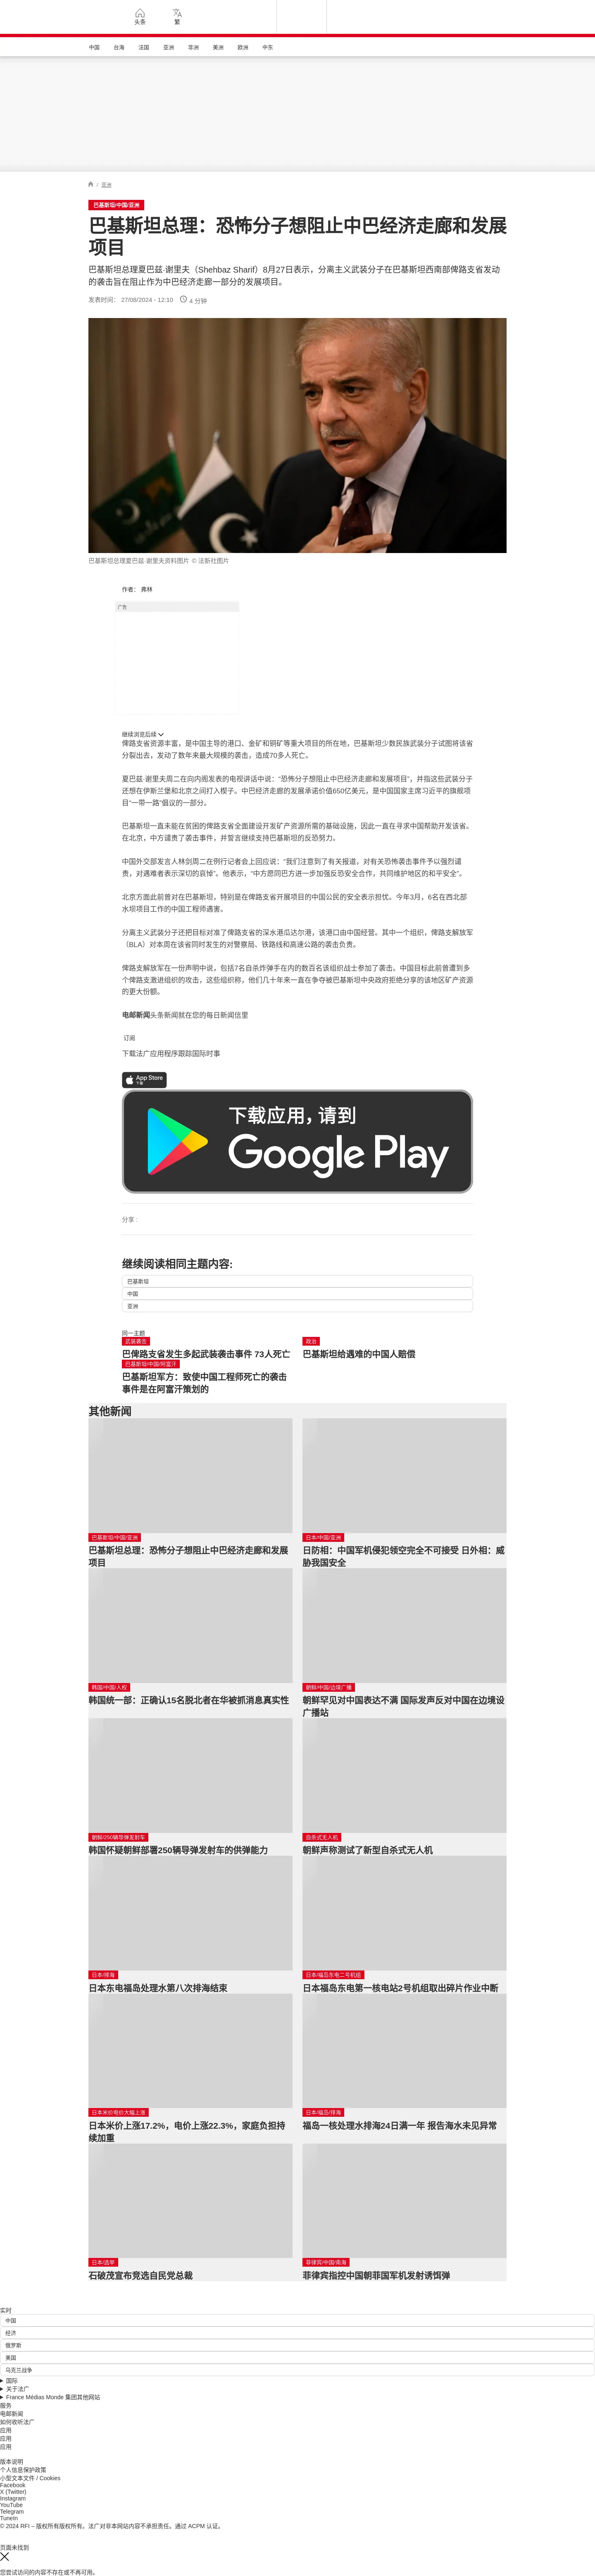 头条
繁
中国
台海
法国
亚洲
非洲
美洲
欧洲
中东
/ 亚洲
巴基斯坦/中国/亚洲
巴基斯坦总理：恐怖分子想阻止中巴经济走廊和发展
项目
巴基斯坦总理夏巴兹·谢里夫（Shehbaz Sharif）8月27日表示，分离主义武装分子在巴基斯坦西南部俾路支省发动
的袭击旨在阻止作为中巴经济走廊一部分的发展项目。
发表时间： 27/08/2024 - 12:10 4 分钟
巴基斯坦总理夏巴兹·谢里夫资料图片 © 法新社图片
作者： 弗林
广告
继续浏览后续
俾路支省资源丰富，是中国主导的港口、金矿和铜矿等重大项目的所在地，巴基斯坦少数民族武装分子试图将该省
分裂出去，发动了数年来最大规模的袭击，造成70多人死亡。
夏巴兹·谢里夫周二在向内阁发表的电视讲话中说：“恐怖分子想阻止中巴经济走廊和发展项目”，并指这些武装分子
还想在伊斯兰堡和北京之间打入楔子。中巴经济走廊的发展承诺价值650亿美元，是中国国家主席习近平的旗舰项
目“一带一路”倡议的一部分。
巴基斯坦一直未能在贫困的俾路支省全面建设开发矿产资源所需的基础设施，因此一直在寻求中国帮助开发该省。
在北京，中方谴责了袭击事件，并誓言继续支持巴基斯坦的反恐努力。
中国外交部发言人林剑周二在例行记者会上回应说：“我们注意到了有关报道，对有关恐怖袭击事件予以强烈谴
责，对遇难者表示深切的哀悼”。他表示，“中方愿同巴方进一步加强反恐安全合作，共同维护地区的和平安全”。
北京方面此前曾对在巴基斯坦，特别是在俾路支省开展项目的中国公民的安全表示担忧。今年3月，6名在西北部
水坝项目工作的中国工程师遇害。
分离主义武装分子还把目标对准了俾路支省的深水港瓜达尔港，该港口由中国经营。其中一个组织，俾路支解放军
（BLA）对本周在该省同时发生的对警察局、铁路线和高速公路的袭击负责。
俾路支解放军在一份声明中说，包括7名自杀炸弹手在内的数百名该组织战士参加了袭击。中国目标此前曾遭到多
个俾路支激进组织的攻击，这些组织称，他们几十年来一直在争夺被巴基斯坦中央政府拒绝分享的该地区矿产资源
的更大份额。
电邮新闻头条新闻就在您的每日新闻信里
订阅
下载法广应用程序跟踪国际时事
App Store
下载
下载应用，请到
Google Play
分享 :
继续阅读相同主题内容:
巴基斯坦
中国
亚洲
同一主题
武装袭击
巴俾路支省发生多起武装袭击事件 73人死亡
政治
巴基斯坦给遇难的中国人赔偿
巴基斯坦/中国/阿富汗
巴基斯坦军方：致使中国工程师死亡的袭击
事件是在阿富汗策划的
其他新闻
巴基斯坦/中国/亚洲
巴基斯坦总理：恐怖分子想阻止中巴经济走廊和发展
项目
日本/中国/亚洲
日防相：中国军机侵犯领空完全不可接受 日外相：威
胁我国安全
韩国/中国/人权
韩国统一部：正确认15名脱北者在华被抓消息真实性
朝鲜/中国/边境广播
朝鲜罕见对中国表达不满 国际发声反对中国在边境设
广播站
朝鲜/250辆导弹发射车
韩国怀疑朝鲜部署250辆导弹发射车的供弹能力
自杀式无人机
朝鲜声称测试了新型自杀式无人机
日本/排海
日本东电福岛处理水第八次排海结束
日本/福岛东电二号机组
日本福岛东电第一核电站2号机组取出碎片作业中断
日本米价电价大幅上涨
日本米价上涨17.2%，电价上涨22.3%，家庭负担持
续加重
日本/福岛/排海
福岛一核处理水排海24日满一年 报告海水未见异常
日本/选举
石破茂宣布竞选自民党总裁
菲律宾/中国/南海
菲律宾指控中国朝菲国军机发射诱饵弹
实时
中国
经济
俄罗斯
美国
乌克兰战争
国际
关于法广
France Médias Monde 集团其他网站
服务
电邮新闻
如何收听法广
应用
应用
应用
版本说明
个人信息保护政策
小型文本文件 / Cookies
Facebook
X (Twitter)
Instagram
YouTube
Telegram
TuneIn
© 2024 RFI – 版权所有版权所有。法广对非本网站内容不承担责任。通过 ACPM 认证。
页面未找到
您尝试访问的内容不存在或不再可用。